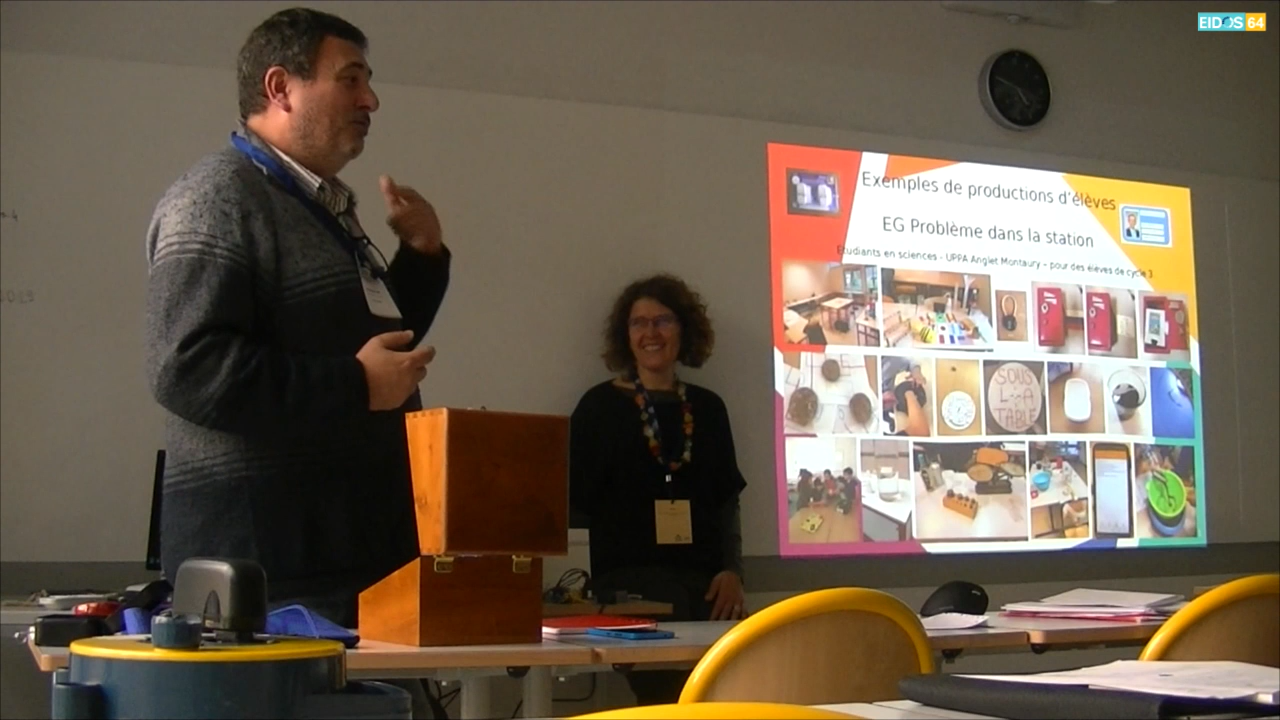 EIDOS 64
Exemples de productions d'élèves
EG Problème dans la station
Etudiants en sciences - UPPA Anglet Montaury – pour des élèves de cycle 3
SOUS
LA
TABLE